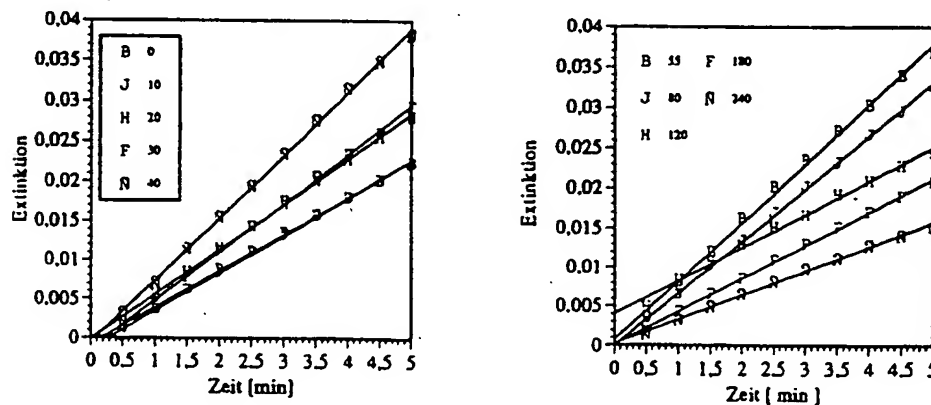 0,04
0.035
0.03
0.025
0.02
0.015
0.01
0.005
0
Extinktion
B 0
J 10
H 20
F 30
Ñ 40
0 0,5 1 1,5 2 2,5 3 3,5 4 4,5 5
Zeit [min]
0.04
0.035
0.03
0.025
0.02
0.015
0.01
0.005
0
Extinktion
B 55 F 180
J 80 Ñ 240
H 120
0 0,5 1 1,5 2 2,5 3 3,5 4 4,5 5
Zeit [ min ]